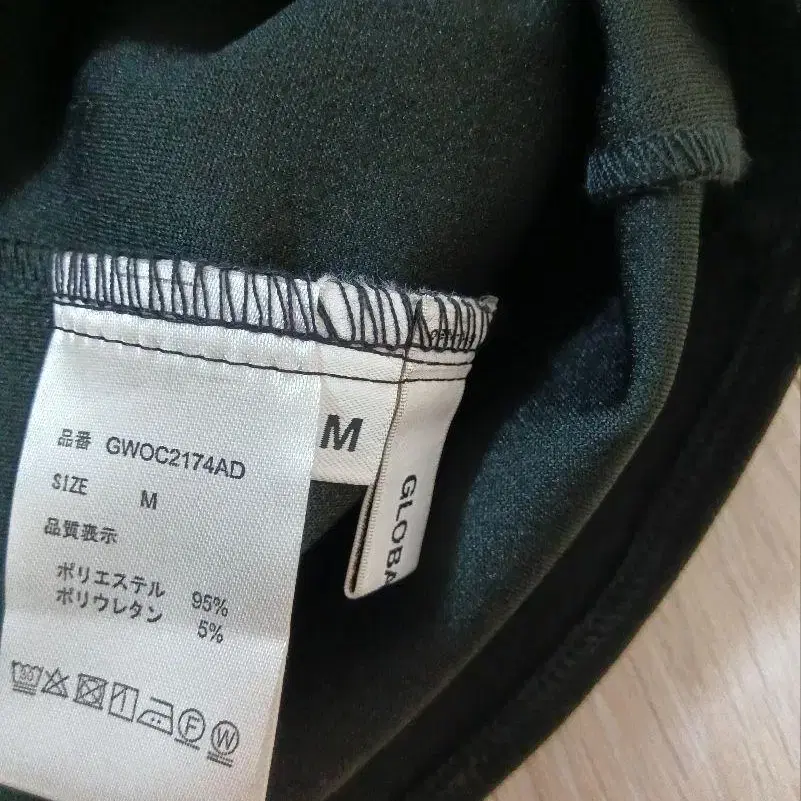 品番 GWOC2174AD
SIZE M
品質表示
ポリエステル 95%
ポリウレタン 5%
F
W
M
GLOBA